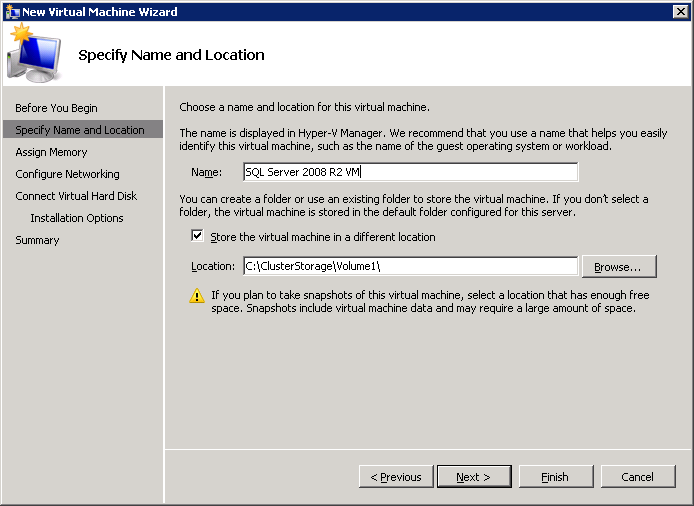 New Virtual Machine Wizard
Specify Name and Location
Before You Begin
Specify Name and Location
Assign Memory
Configure Networking
Connect Virtual Hard Disk
Installation Options
Summary
Choose a name and location for this virtual machine.
The name is displayed in Hyper-V Manager. We recommend that you use a name that helps you easily
identify this virtual machine, such as the name of the guest operating system or workload.
Name: SQL Server 2008 R2 VM
You can create a folder or use an existing folder to store the virtual machine. If you don't select a
folder, the virtual machine is stored in the default folder configured for this server.
Store the virtual machine in a different location
Location: C:\ClusterStorage\Volume1\ Browse...
If you plan to take snapshots of this virtual machine, select a location that has enough free
space. Snapshots include virtual machine data and may require a large amount of space.
< Previous Next > Finish Cancel